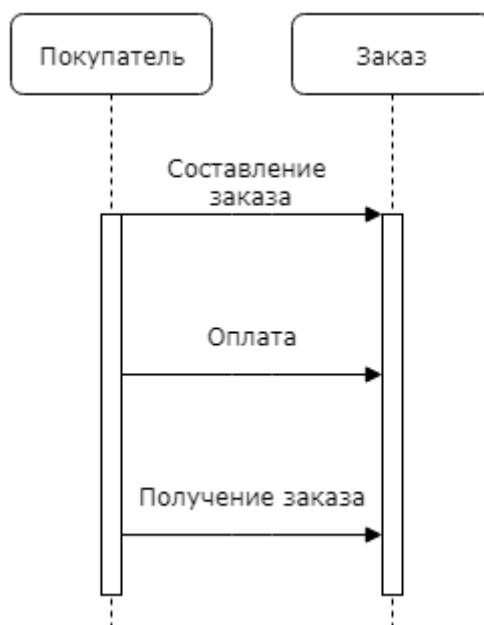 Покупатель
Заказ
Составление
заказа
Оплата
Получение заказа